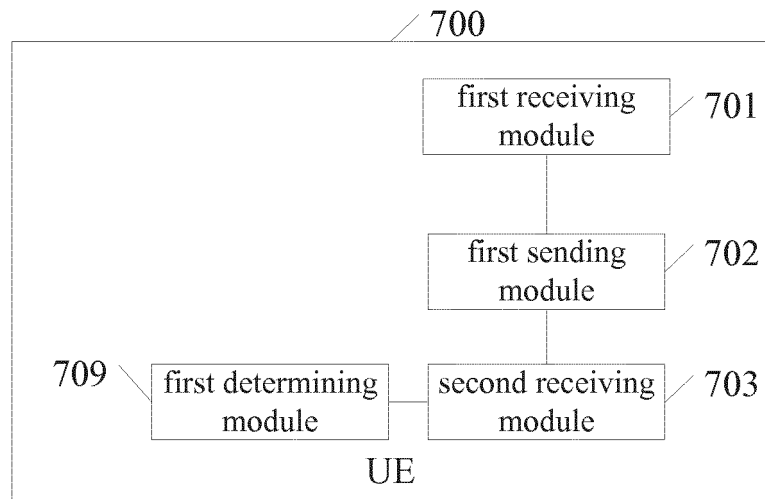 700
first receiving
module
701
first sending
module
702
709
first determining
module
second receiving
module
703
UE